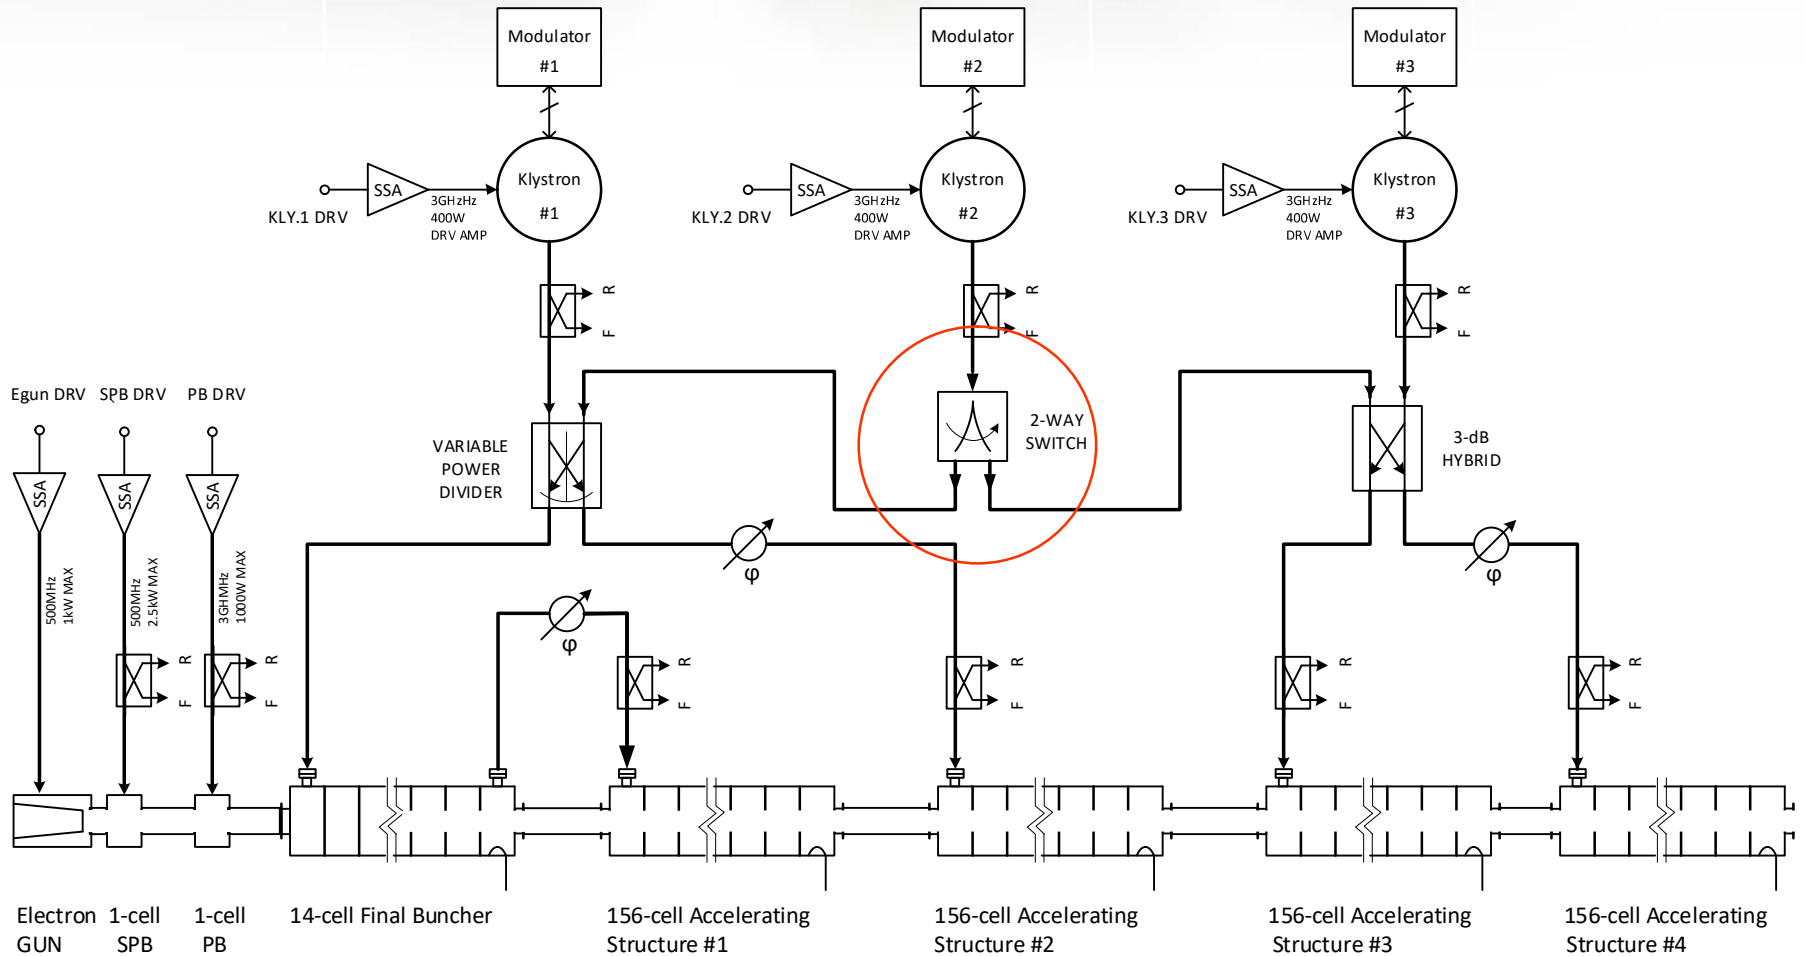 Modulator
#1
Modulator
#2
Modulator
#3
Klystron
#1
SSA
KLY.1 DRV
3GHzHz
400W
DRV AMP
Klystron
#2
SSA
KLY.2 DRV
3GHzHz
400W
DRV AMP
Klystron
#3
SSA
KLY.3 DRV
3GHzHz
400W
DRV AMP
R
F
R
F
R
F
Egun DRV
SPB DRV
PB DRV
VARIABLE
POWER
DIVIDER
2-WAY
SWITCH
3-dB
HYBRID
SSA
SSA
SSA
500MHz
1kW MAX
500MHz
2.5kW MAX
3GHMHz
1000W MAX
φ
φ
φ
R
F
R
F
R
F
R
F
R
F
R
F
Electron
GUN
1-cell
SPB
1-cell
PB
14-cell Final Buncher
156-cell Accelerating
Structure #1
156-cell Accelerating
Structure #2
156-cell Accelerating
Structure #3
156-cell Accelerating
Structure #4